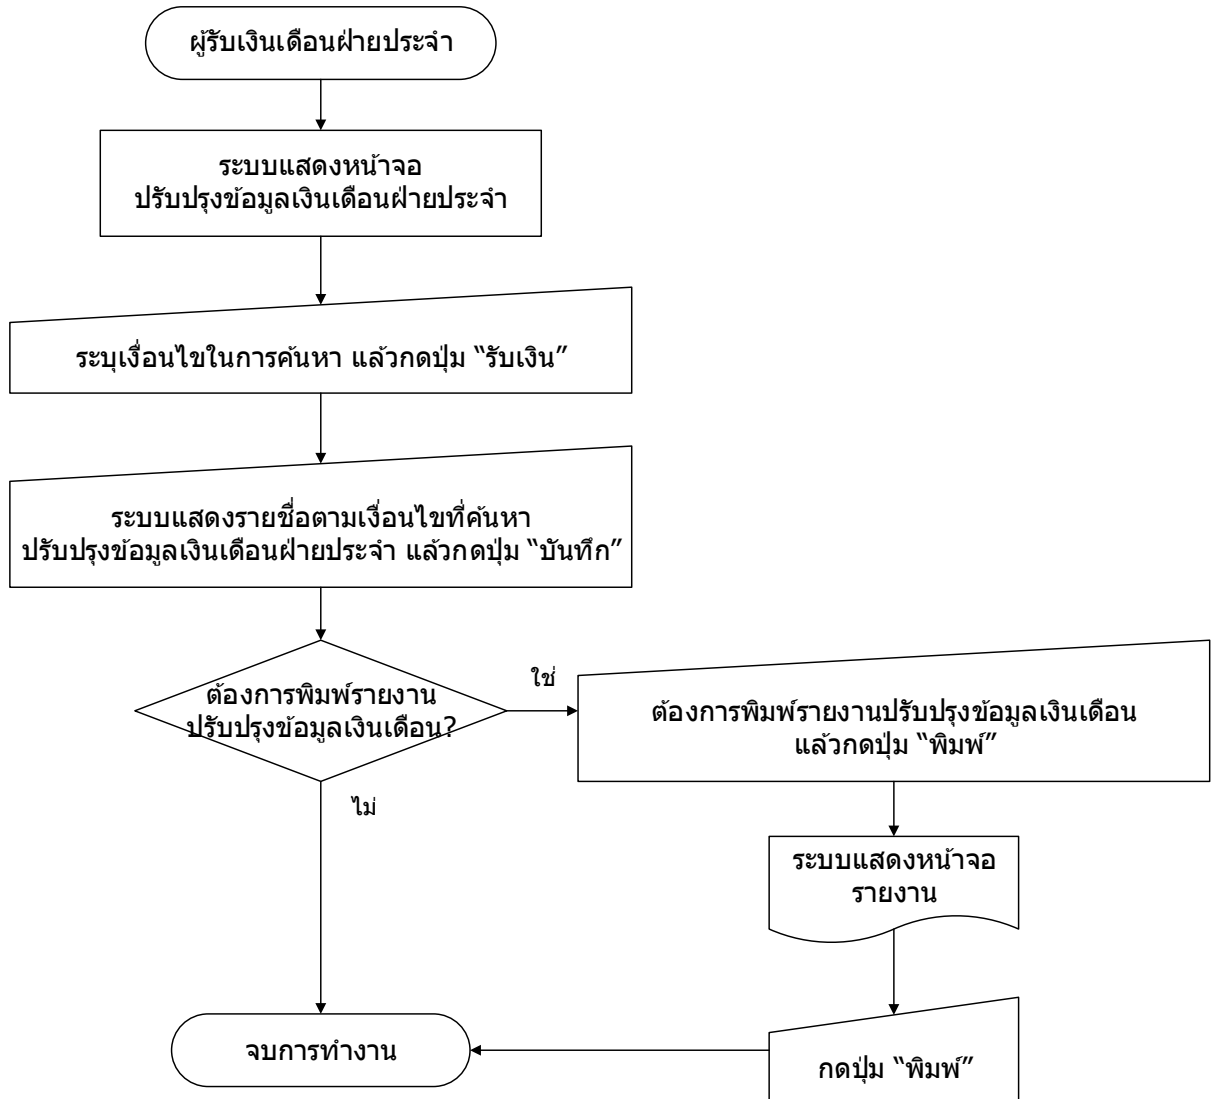 ผู้รับเงินเดือนฝ่ายประจำ
ระบบแสดงหน้าจอ
ปรับปรุงข้อมูลเงินเดือนฝ่ายประจำ
ระบุเงื่อนไขในการค้นหา แล้วกดปุ่ม “รับเงิน”
ระบบแสดงรายชื่อตามเงื่อนไขที่ค้นหา
ปรับปรุงข้อมูลเงินเดือนฝ่ายประจำ แล้วกดปุ่ม “บันทึก”
ต้องการพิมพ์รายงาน
ปรับปรุงข้อมูลเงินเดือน?
ใช่
ต้องการพิมพ์รายงานปรับปรุงข้อมูลเงินเดือน
แล้วกดปุ่ม “พิมพ์”
ไม่
ระบบแสดงหน้าจอ
รายงาน
กดปุ่ม “พิมพ์”
จบการทำงาน